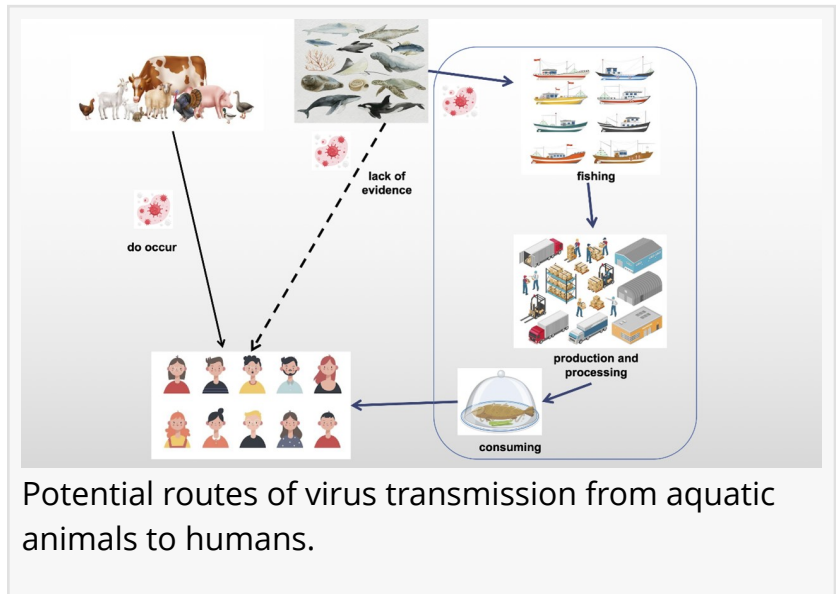 lack of
evidence
fishing
do occur
production and
processing
consuming
Potential routes of virus transmission from aquatic
animals to humans.